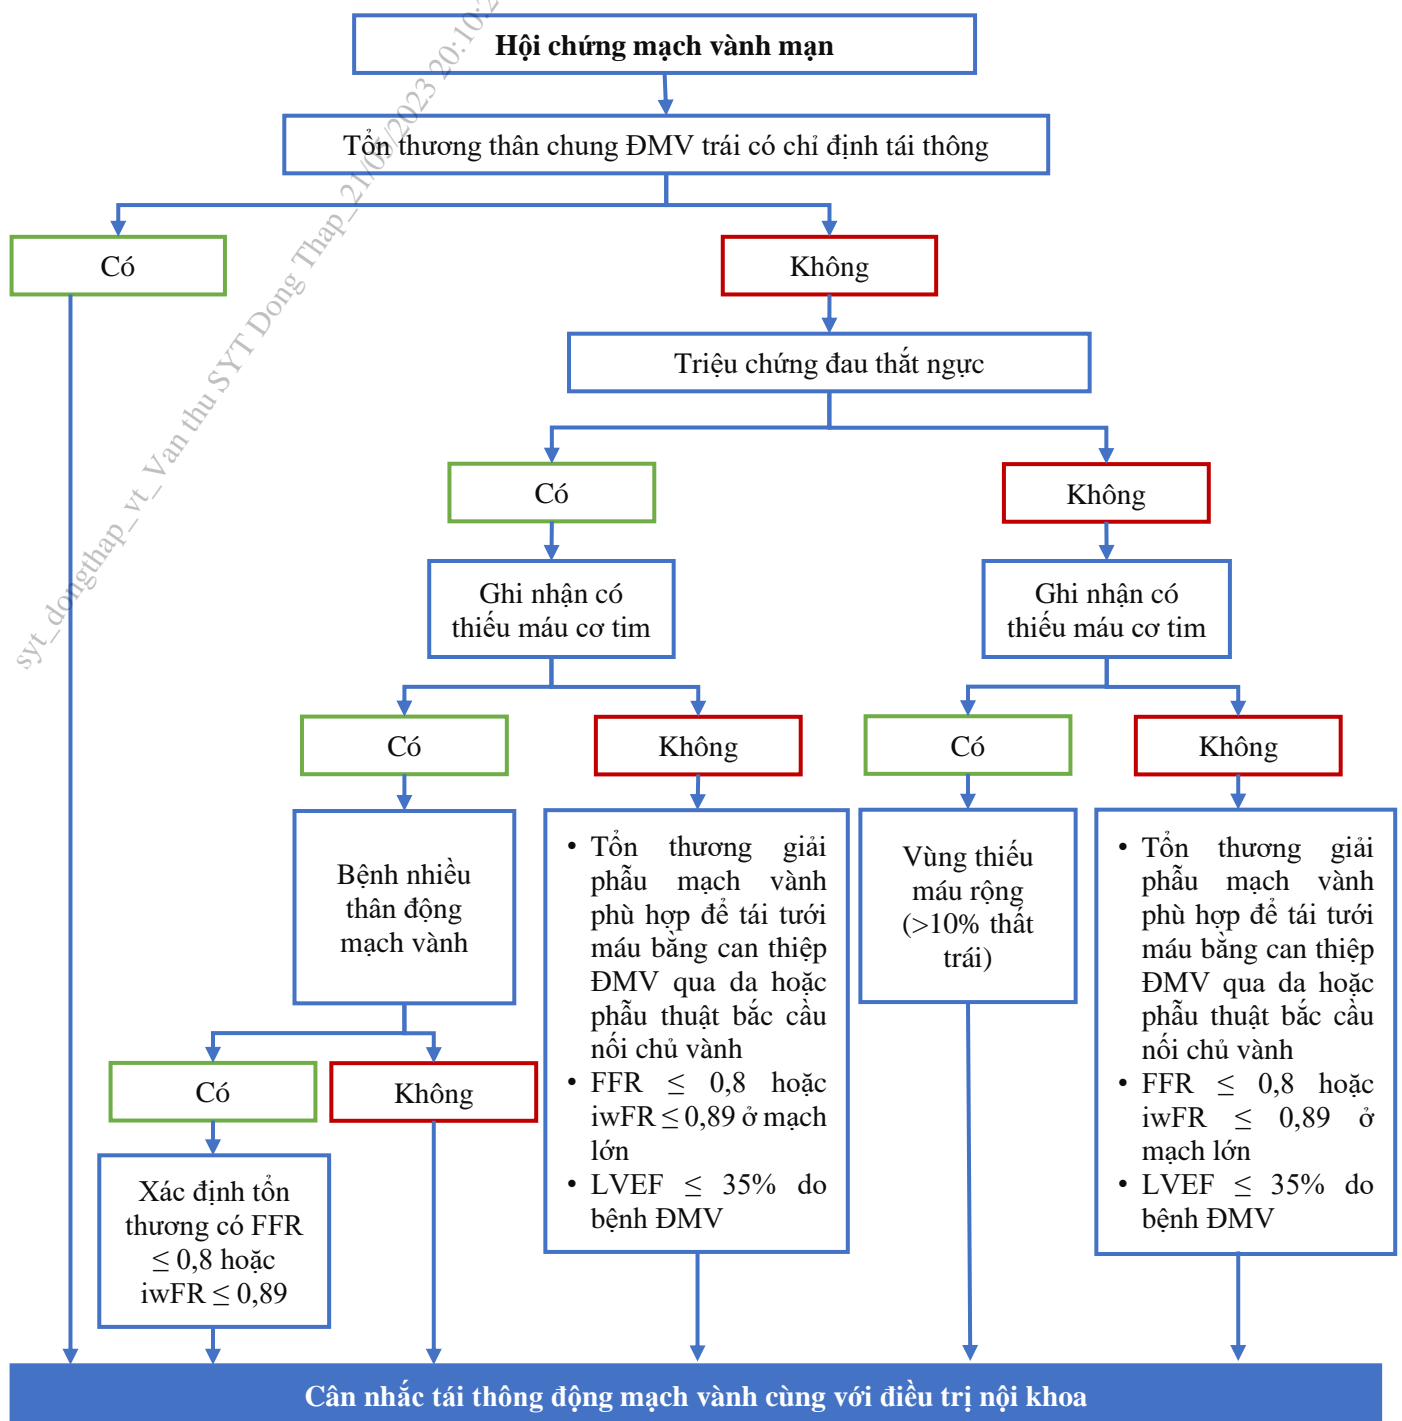 Hội chứng mạch vành mạn
Tổn thương thân chung ĐMV trái có chỉ định tái thông
Có
Không
Triệu chứng đau thắt ngực
Có
Không
Ghi nhận có
thiếu máu cơ tim
Ghi nhận có
thiếu máu cơ tim
Có
Không
Có
Không
Bệnh nhiều
thân động
mạch vành
• Tổn thương giải
phẫu mạch vành
phù hợp để tái tưới
máu bằng can thiệp
ĐMV qua da hoặc
phẫu thuật bắc cầu
nối chủ vành
• FFR ≤ 0,8 hoặc
iwFR ≤ 0,89 ở mạch
lớn
• LVEF ≤ 35% do
bệnh ĐMV
Vùng thiếu
máu rộng
(>10% thất
trái)
• Tổn thương giải
phẫu mạch vành
phù hợp để tái tưới
máu bằng can thiệp
ĐMV qua da hoặc
phẫu thuật bắc cầu
nối chủ vành
• FFR ≤ 0,8 hoặc
iwFR ≤ 0,89 ở
mạch lớn
• LVEF ≤ 35% do
bệnh ĐMV
Có
Không
Xác định tổn
thương có FFR
≤ 0,8 hoặc
iwFR ≤ 0,89
Cân nhắc tái thông động mạch vành cùng với điều trị nội khoa
syt_dongthap_vt_Van thu SYT Dong Thap_21/05/2023 20:10:2